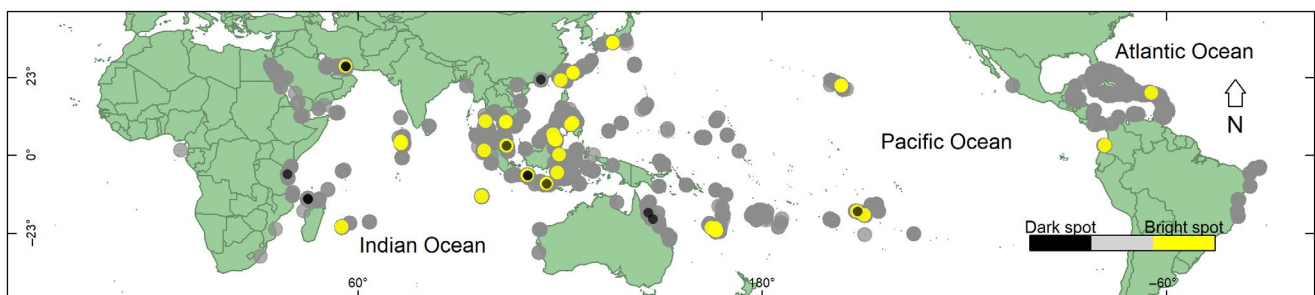 Atlantic Ocean
23°
N
Pacific Ocean
0°
Dark spot
Bright spot
−23°
Indian Ocean
60°
180°
−60°